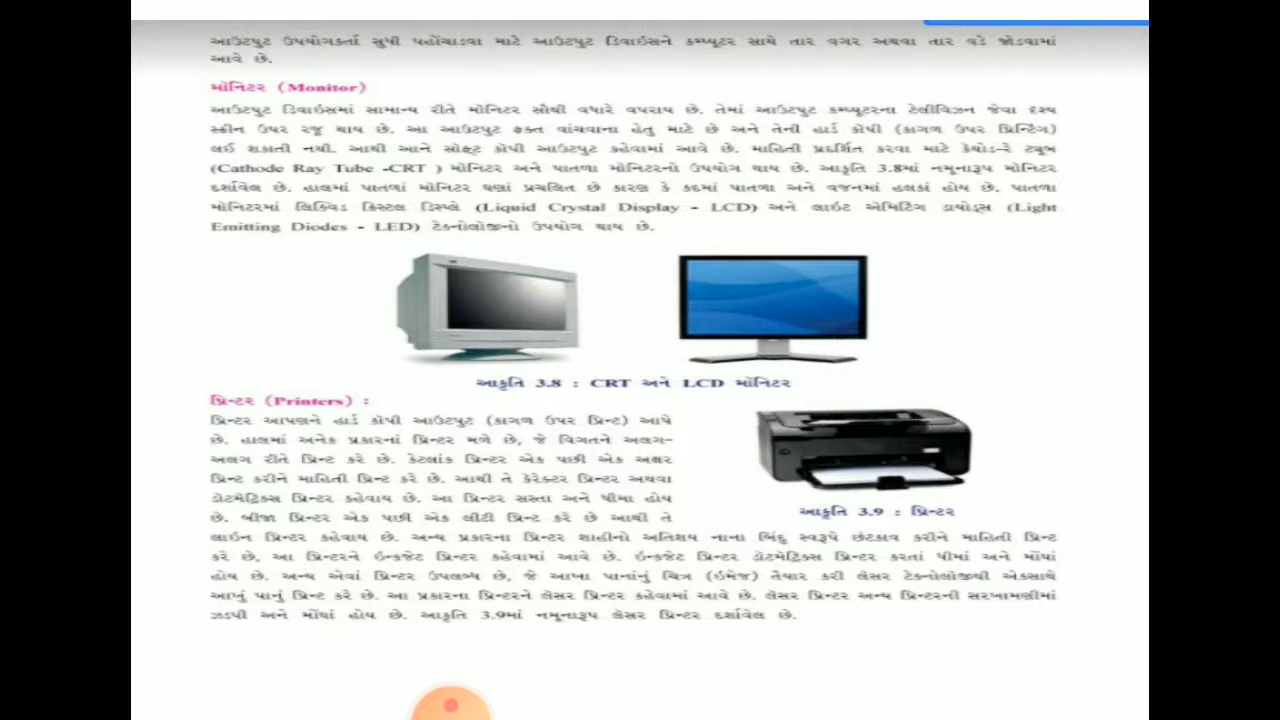 આઉટપુટ ઉપયોગકર્તા સુધી પહોંચાડવા માટે આઉટપુટ ડિવાઇસને કમ્પ્યૂટર સાથે તાર વગર અથવા તાર વડે જોડવામાં
આવે છે.
મૉનિટર (Monitor)
આઉટપુટ ડિવાઇસમાં સામાન્ય રીતે મોનિટર સૌથી વધારે વપરાય છે. તેમાં આઉટપુટ કમ્પ્યૂટરના ટેલીવિઝન જેવા દશ્ય
સ્ક્રીન ઉપર રજૂ થાય છે. આ આઉટપુટ ફક્ત વાંચવાના હેતુ માટે છે અને તેની હાર્ડ કૉપી (કાગળ ઉપર પ્રિન્ટિંગ)
લઈ શકાતી નથી. આથી આને સોફ્ટ કોપી આઉટપુટ કહેવામાં આવે છે. માહિતી પ્રદર્શિત કરવા માટે કેથોડ-રે ટ્યૂબ
(Cathode Ray Tube -CRT ) મોનિટર અને પાતળા મોનિટરનો ઉપયોગ થાય છે. આકૃતિ 3.8માં નમૂનારૂપ મોનિટર
દર્શાવેલ છે. હાલમાં પાતળાં મોનિટર ઘણાં પ્રચલિત છે કારણ કે કદમાં પાતળા અને વજનમાં હલકાં હોય છે. પાતળા
મોનિટરમાં લિક્વિડ ક્રિસ્ટલ ડિસ્પ્લે (Liquid Crystal Display - LCD) અને લાઇટ એમિટિંગ ડાયોડ્સ (Light
Emitting Diodes - LED) ટેક્નોલૉજીનો ઉપયોગ થાય છે.
આકૃતિ 3.8 : CRT અને LCD મૉનિટર
પ્રિન્ટર (Printers) :
પ્રિન્ટર આપણને હાર્ડ કૉપી આઉટપુટ (કાગળ ઉપર પ્રિન્ટ) આપે
છે. હાલમાં અનેક પ્રકારનાં પ્રિન્ટર મળે છે, જે વિગતને અલગ-
અલગ રીતે પ્રિન્ટ કરે છે. કેટલાંક પ્રિન્ટર એક પછી એક અક્ષર
પ્રિન્ટ કરીને માહિતી પ્રિન્ટ કરે છે. આથી તે કેરેક્ટર પ્રિન્ટર અથવા
ડૉટમેટ્રિક્સ પ્રિન્ટર કહેવાય છે. આ પ્રિન્ટર સસ્તા અને ધીમા હોય
છે. બીજા પ્રિન્ટર એક પછી એક લીટી પ્રિન્ટ કરે છે આથી તે
લાઇન પ્રિન્ટર કહેવાય છે. અન્ય પ્રકારના પ્રિન્ટર શાહીનો અતિશય નાના બિંદુ સ્વરૂપે છંટકાવ કરીને માહિતી પ્રિન્ટ
કરે છે, આ પ્રિન્ટરને ઇન્કજેટ પ્રિન્ટર કહેવામાં આવે છે. ઇન્કજેટ પ્રિન્ટર ડૉટમેટ્રિક્સ પ્રિન્ટર કરતાં ધીમાં અને મોંઘાં
હોય છે. અન્ય એવાં પ્રિન્ટર ઉપલબ્ધ છે, જે આખા પાનાંનું ચિત્ર (ઇમેજ) તૈયાર કરી લેસર ટેક્નોલૉજીથી એકસાથે
આખું પાનું પ્રિન્ટ કરે છે. આ પ્રકારના પ્રિન્ટરને લેસર પ્રિન્ટર કહેવામાં આવે છે. લેસર પ્રિન્ટર અન્ય પ્રિન્ટરની સરખામણીમાં
ઝડપી અને મોંઘાં હોય છે. આકૃતિ 3.9માં નમૂનારૂપ લેસર પ્રિન્ટર દર્શાવેલ છે.
આકૃતિ 3.9 : પ્રિન્ટર